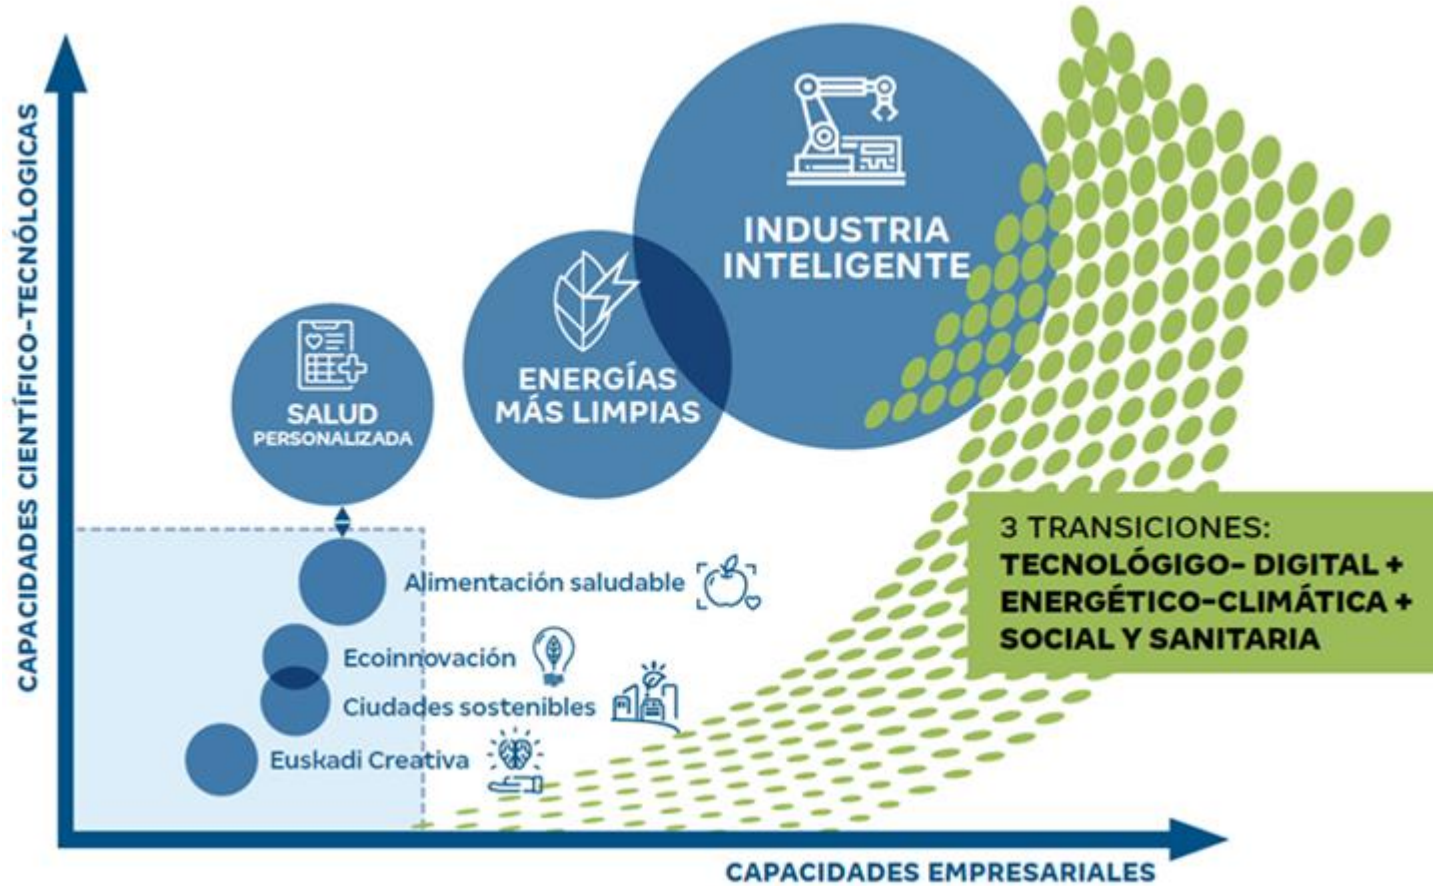 CAPACIDADES CIENTÍFICO-TECNÓLOGICAS
INDUSTRIA
INTELIGENTE
ENERGÍAS
MÁS LIMPIAS
SALUD
PERSONALIZADA
3 TRANSICIONES:
TECNOLÓGIGO- DIGITAL +
ENERGÉTICO-CLIMÁTICA +
SOCIAL Y SANITARIA
Alimentación saludable
Ecoinnovación
Ciudades sostenibles
Euskadi Creativa
CAPACIDADES EMPRESARIALES